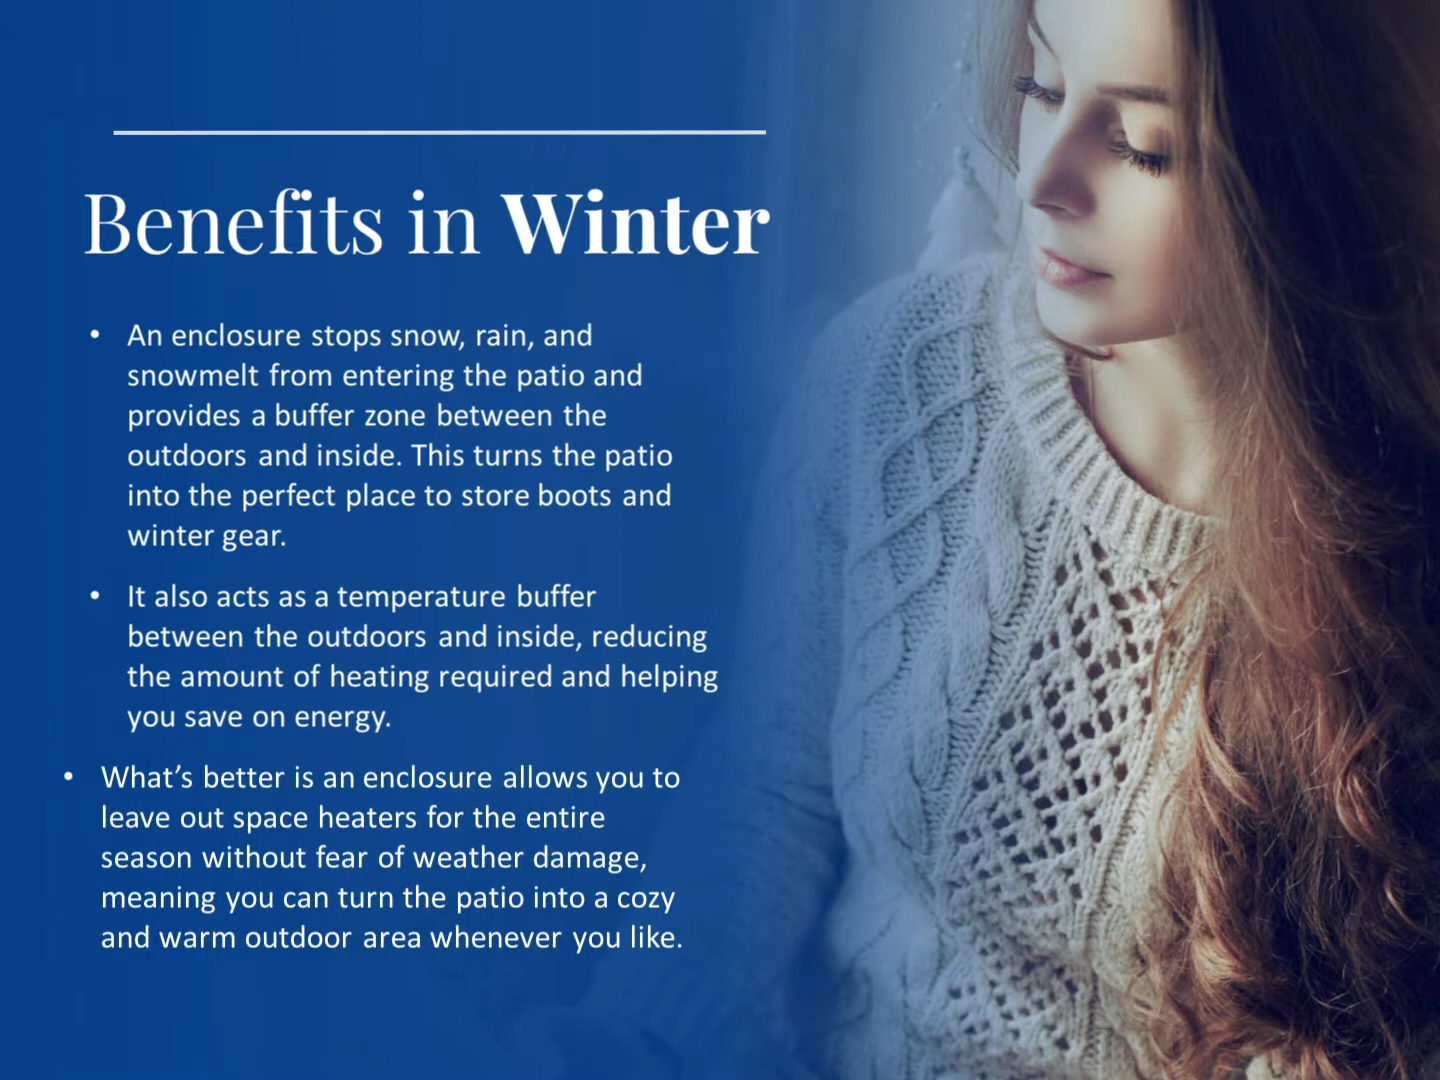 Benefits in Winter
• An enclosure stops snow, rain, and
snowmelt from entering the patio and
provides a buffer zone between the
outdoors and inside. This turns the patio
into the perfect place to store boots and
winter gear.
• It also acts as a temperature buffer
between the outdoors and inside, reducing
the amount of heating required and helping
you save on energy.
• What’s better is an enclosure allows you to
leave out space heaters for the entire
season without fear of weather damage,
meaning you can turn the patio into a cozy
and warm outdoor area whenever you like.